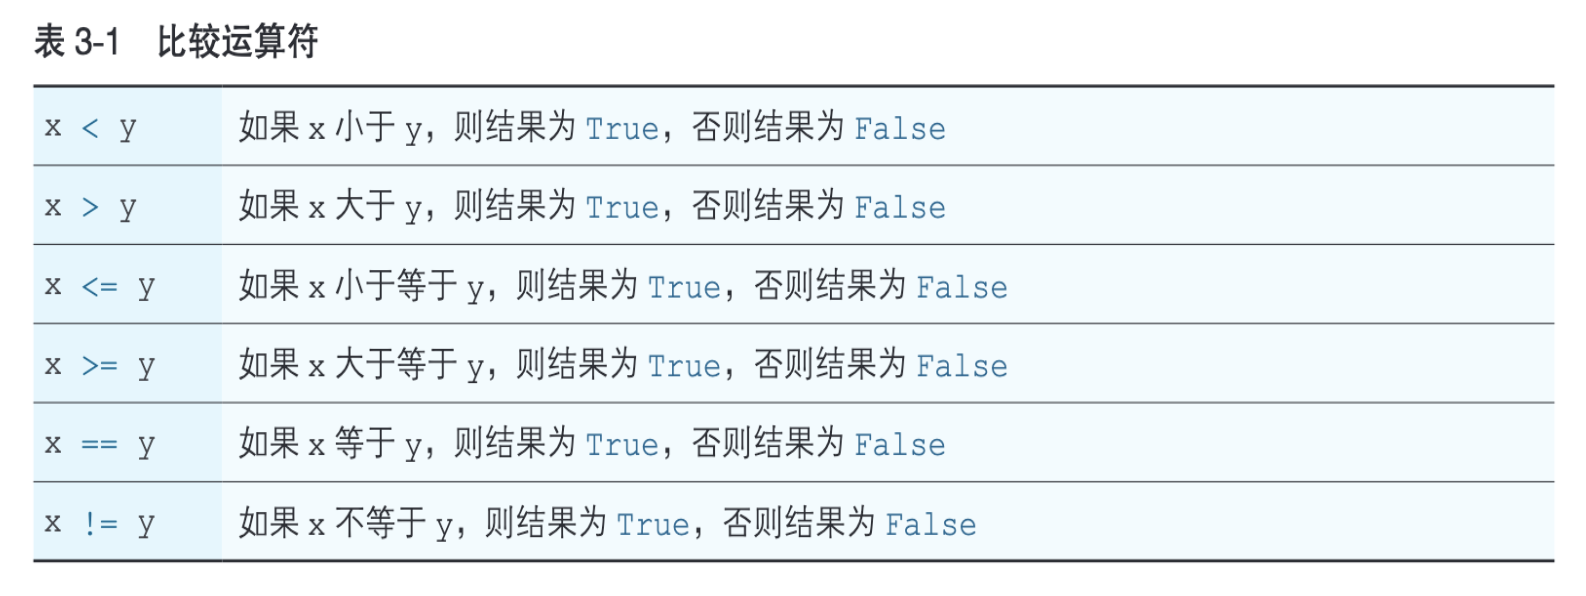 表 3-1 比较运算符
x < y 如果 x 小于 y，则结果为 True，否则结果为 False
x > y 如果 x 大于 y，则结果为 True，否则结果为 False
x <= y 如果 x 小于等于 y，则结果为 True，否则结果为 False
x >= y 如果 x 大于等于 y，则结果为 True，否则结果为 False
x == y 如果 x 等于 y，则结果为 True，否则结果为 False
x != y 如果 x 不等于 y，则结果为 True，否则结果为 False